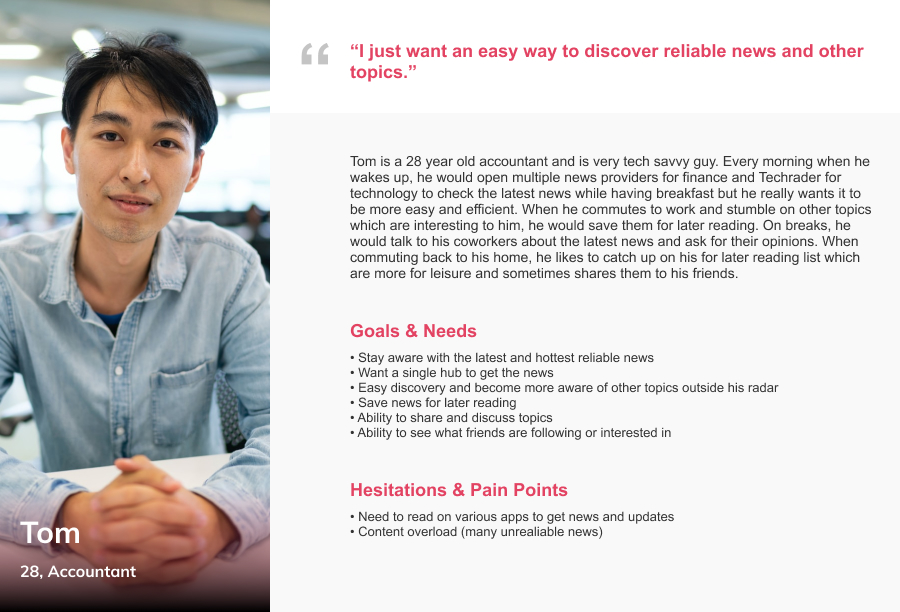 “
“I just want an easy way to discover reliable news and other
topics.”
Tom is a 28 year old accountant and is very tech savvy guy. Every morning when he
wakes up, he would open multiple news providers for finance and Techrader for
technology to check the latest news while having breakfast but he really wants it to
be more easy and efficient. When he commutes to work and stumble on other topics
which are interesting to him, he would save them for later reading. On breaks, he
would talk to his coworkers about the latest news and ask for their opinions. When
commuting back to his home, he likes to catch up on his for later reading list which
are more for leisure and sometimes shares them to his friends.
Goals & Needs
• Stay aware with the latest and hottest reliable news
• Want a single hub to get the news
• Easy discovery and become more aware of other topics outside his radar
• Save news for later reading
• Ability to share and discuss topics
• Ability to see what friends are following or interested in
Hesitations & Pain Points
• Need to read on various apps to get news and updates
• Content overload (many unrealiable news)
Tom
28, Accountant